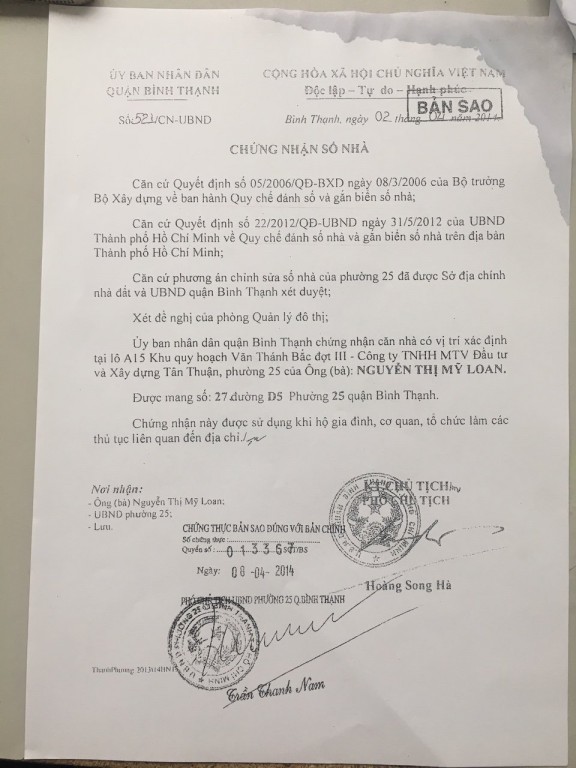 ỦY BAN NHÂN DÂN
QUẬN BÌNH THẠNH
CỘNG HÒA XÃ HỘI CHỦ NGHĨA VIỆT NAM
Độc lập – Tự do – Hạnh phúc
BẢN SAO
Số: /CN-UBND
Bình Thạnh, ngày 02 tháng 04 năm 2014
CHỨNG NHẬN SỐ NHÀ
Căn cứ Quyết định số 05/2006/QĐ-BXD ngày 08/3/2006 của Bộ trưởng
Bộ Xây dựng về ban hành Quy chế đánh số và gắn biển số nhà;
Căn cứ Quyết định số 22/2012/QĐ-UBND ngày 31/5/2012 của UBND
Thành phố Hồ Chí Minh về Quy chế đánh số nhà và gắn biển số nhà trên địa bàn
Thành phố Hồ Chí Minh;
Căn cứ phương án chỉnh sửa số nhà của phường 25 đã được Sở địa chính
nhà đất và UBND quận Bình Thạnh xét duyệt;
Xét đề nghị của phòng Quản lý đô thị;
Ủy ban nhân dân quận Bình Thạnh chứng nhận căn nhà có vị trí xác định
tại lô A15 Khu quy hoạch Văn Thánh Bắc đợt III - Công ty TNHH MTV Đầu tư
và Xây dựng Tân Thuận, phường 25 của Ông (bà): NGUYỄN THỊ MỸ LOAN.
Được mang số: 27 đường D5 Phường 25 quận Bình Thạnh.
Chứng nhận này được sử dụng khi hộ gia đình, cơ quan, tổ chức làm các
thủ tục liên quan đến địa chỉ./.
Nơi nhận:
- Ông (bà) Nguyễn Thị Mỹ Loan;
- UBND phường 25;
- Lưu.
KT.CHỦ TỊCH
PHÓ CHỦ TỊCH
CHỨNG THỰC BẢN SAO ĐÚNG VỚI BẢN CHÍNH
Số chứng thực:
Quyển số: 013367 SCT/BS
Ngày: 08-04-2014
Hoàng Song Hà
PHÓ CHỦ TỊCH UBND PHƯỜNG 25 Q.BÌNH THẠNH
Trần Thanh Nam